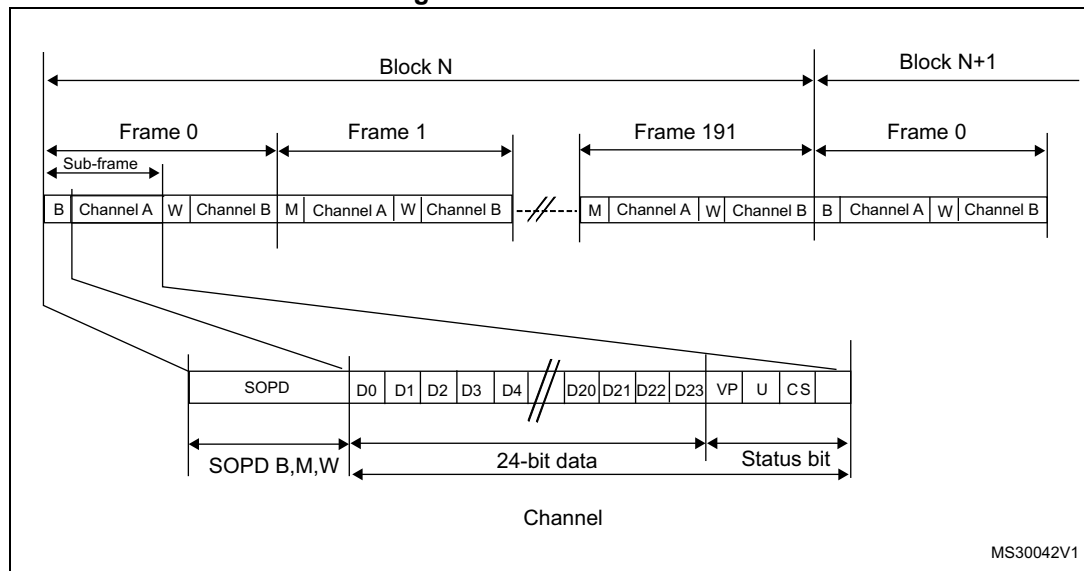 Block N Block N+1
Frame 0 Frame 1 Frame 191 Frame 0
Sub-frame
B Channel A W Channel B M Channel A W Channel B M Channel A W Channel B B Channel A W Channel B
SOPD D0 D1 D2 D3 D4 D20 D21 D22 D23 VP U CS
SOPD B,M,W 24-bit data Status bit
Channel
MS30042V1